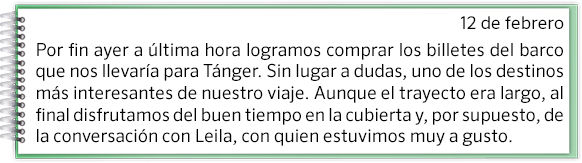 12 de febrero
Por fin ayer a última hora logramos comprar los billetes del barco
que nos llevaría para Tánger. Sin lugar a dudas, uno de los destinos
más interesantes de nuestro viaje. Aunque el trayecto era largo, al
final disfrutamos del buen tiempo en la cubierta y, por supuesto, de
la conversación con Leila, con quien estuvimos muy a gusto.